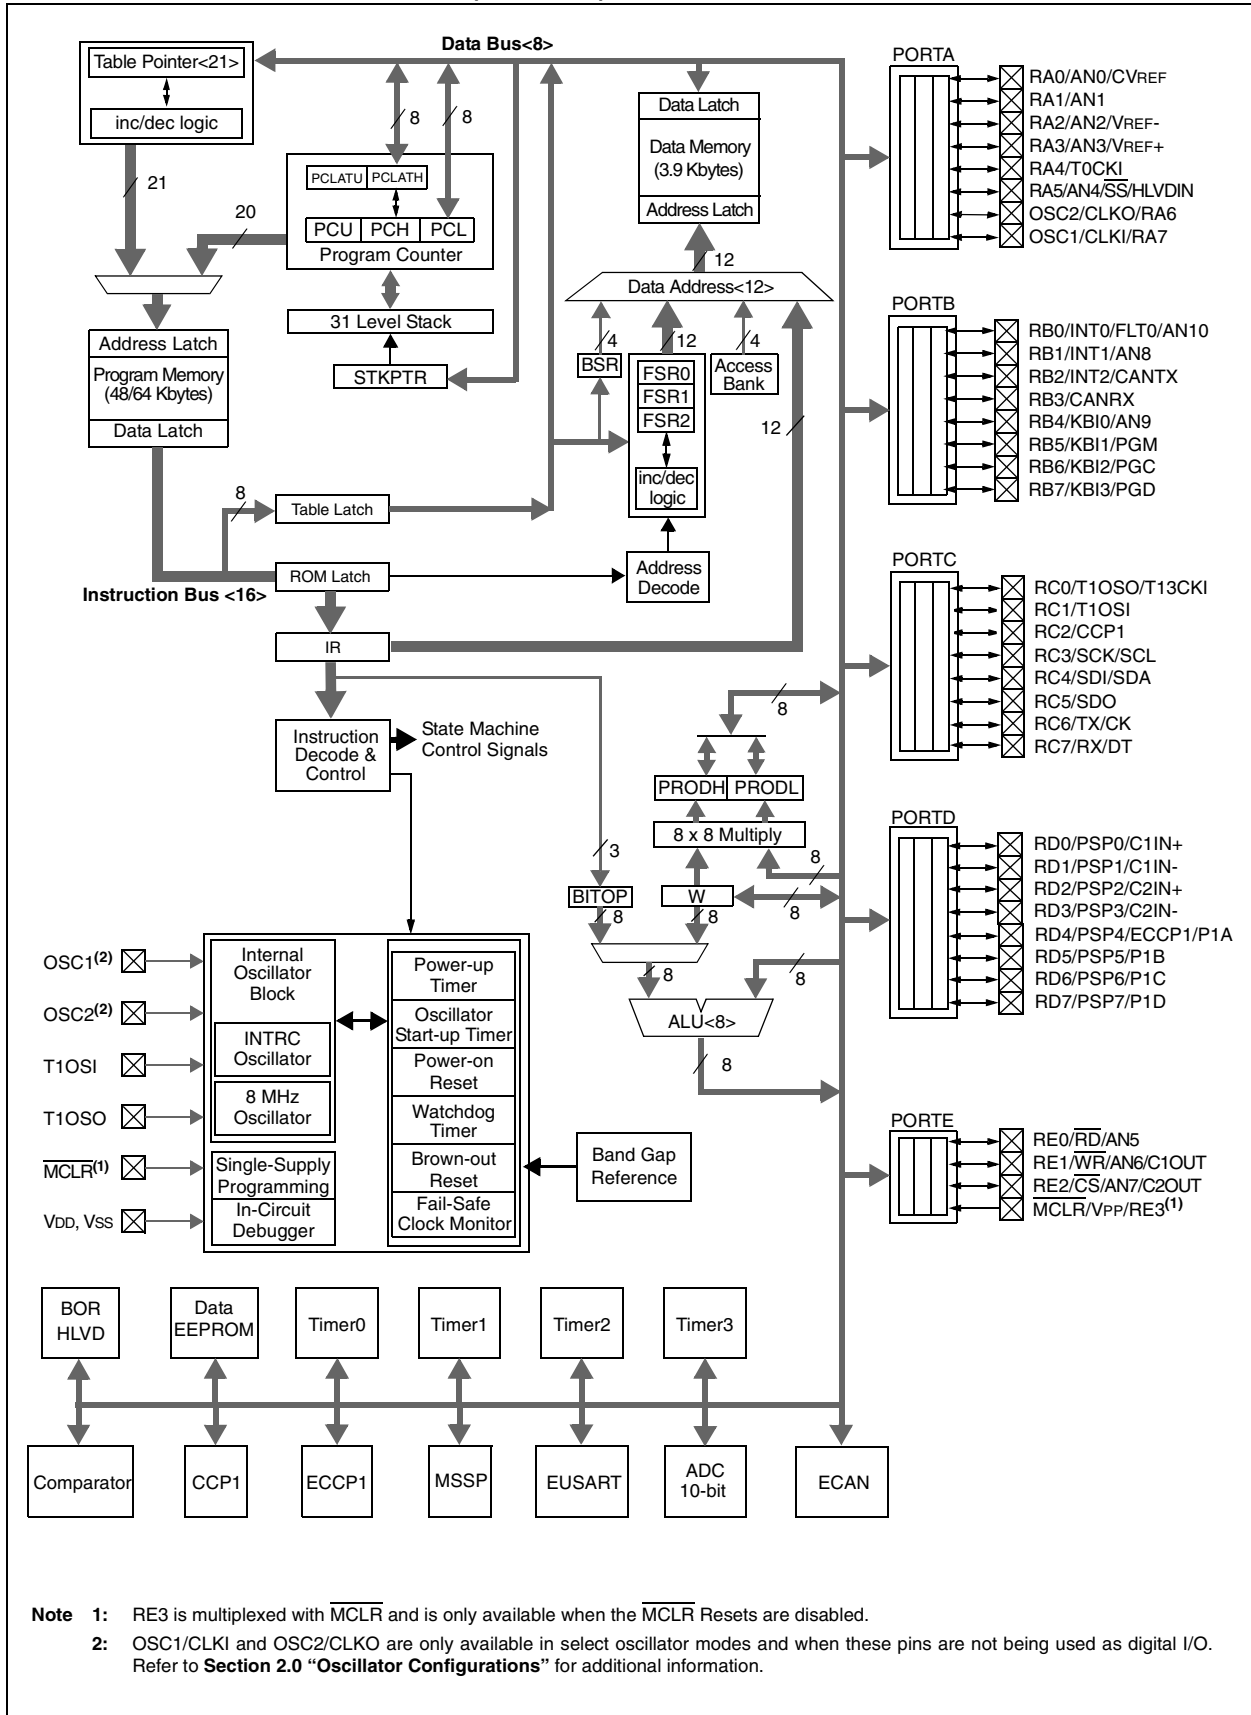 Data Bus<8>
Table Pointer<21>
inc/dec logic
21
20
8
8
PCLATU
PCLATH
PCU
PCH
PCL
Program Counter
31 Level Stack
STKPTR
Address Latch
Program Memory
(48/64 Kbytes)
Data Latch
8
Table Latch
ROM Latch
Instruction Bus <16>
IR
Data Latch
Data Memory
(3.9 Kbytes)
Address Latch
12
Data Address<12>
4
12
4
BSR
FSR0
FSR1
FSR2
inc/dec
logic
Access
Bank
12
Address
Decode
Instruction
Decode &
Control
State Machine
Control Signals
8
PRODH
PRODL
8 x 8 Multiply
3
8
BITOP
W
8
8
8
8
8
ALU<8>
8
OSC1(2)
OSC2(2)
T1OSI
T1OSO
MCLR(1)
VDD, VSS
Internal
Oscillator
Block
INTRC
Oscillator
8 MHz
Oscillator
Single-Supply
Programming
In-Circuit
Debugger
Power-up
Timer
Oscillator
Start-up Timer
Power-on
Reset
Watchdog
Timer
Brown-out
Reset
Fail-Safe
Clock Monitor
Band Gap
Reference
PORTA
RA0/AN0/CVREF
RA1/AN1
RA2/AN2/VREF-
RA3/AN3/VREF+
RA4/T0CKI
RA5/AN4/SS/HLVDIN
OSC2/CLKO/RA6
OSC1/CLKI/RA7
PORTB
RB0/INT0/FLT0/AN10
RB1/INT1/AN8
RB2/INT2/CANTX
RB3/CANRX
RB4/KBI0/AN9
RB5/KBI1/PGM
RB6/KBI2/PGC
RB7/KBI3/PGD
PORTC
RC0/T1OSO/T13CKI
RC1/T1OSI
RC2/CCP1
RC3/SCK/SCL
RC4/SDI/SDA
RC5/SDO
RC6/TX/CK
RC7/RX/DT
PORTD
RD0/PSP0/C1IN+
RD1/PSP1/C1IN-
RD2/PSP2/C2IN+
RD3/PSP3/C2IN-
RD4/PSP4/ECCP1/P1A
RD5/PSP5/P1B
RD6/PSP6/P1C
RD7/PSP7/P1D
PORTE
RE0/RD/AN5
RE1/WR/AN6/C1OUT
RE2/CS/AN7/C2OUT
MCLR/VPP/RE3(1)
BOR
HLVD
Data
EEPROM
Timer0
Timer1
Timer2
Timer3
Comparator
CCP1
ECCP1
MSSP
EUSART
ADC
10-bit
ECAN
Note 1: RE3 is multiplexed with MCLR and is only available when the MCLR Resets are disabled.
2: OSC1/CLKI and OSC2/CLKO are only available in select oscillator modes and when these pins are not being used as digital I/O.
Refer to Section 2.0 “Oscillator Configurations” for additional information.